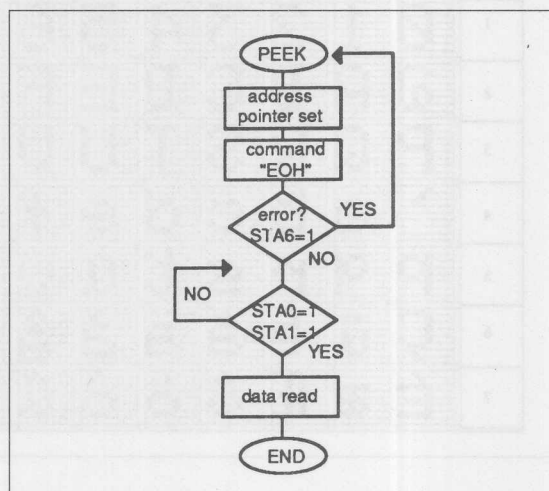 PEEK
address
pointer set
command
"EOH"
error?
STA6=1
YES
NO
NO
STA0=1
STA1=1
YES
data read
END